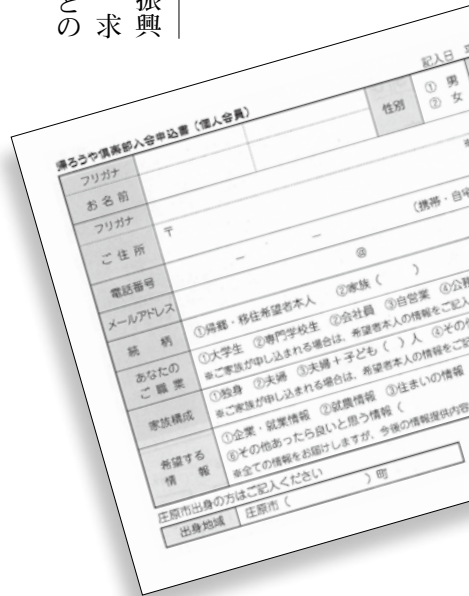 振興
求
との
記入日
帰ろうや倶楽部入会申込書（個人会員）
フリガナ
お名前
性別
① 男
② 女
フリガナ
ご住所
〒
電話番号
－ － （携帯・自宅
メールアドレス
＠
続柄
①帰郷・移住希望者本人 ②家族（ ）
あなたの
ご職業
①大学生 ②専門学校生 ②会社員 ③自営業 ④公務
※ご家族が申し込まれる場合は、希望者本人の情報をご記入
家族構成
①独身 ②夫婦 ③夫婦＋子ども（ ）人 ④その
※ご家族が申し込まれる場合は、希望者本人の情報をご記
希望する
情報
①企業・就業情報 ②就農情報 ③住まいの情報
⑥その他あったら良いと思う情報（
※全ての情報をお届けしますが、今後の情報提供内容
庄原市出身の方はご記入ください
出身地域
庄原市（ ）町